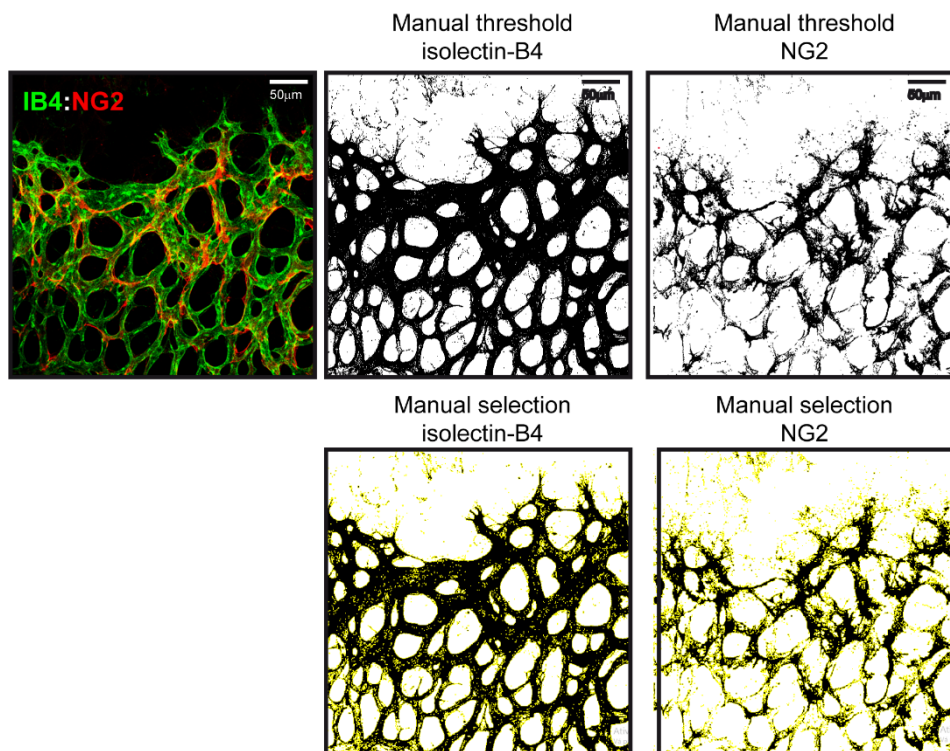 Manual threshold
isolectin-B4
Manual threshold
NG2
IB4:NG2
50µm
50µm
50µm
Manual selection
isolectin-B4
Manual selection
NG2